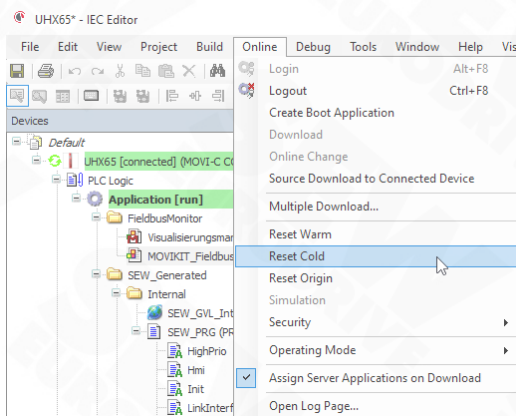 UHX65* - IEC Editor
File Edit View Project Build Online Debug Tools Window Help Vis
Devices
Default
UHX65 [connected] (MOVI-C CO
PLC Logic
Application [run]
FieldbusMonitor
Visualisierungsmar
MOVIKIT_Fieldbus
SEW_Generated
Internal
SEW_GVL_Int
SEW_PRG (PR
HighPrio
Hmi
Init
LinkInterf
Login Alt+F8
Logout Ctrl+F8
Create Boot Application
Download
Online Change
Source Download to Connected Device
Multiple Download...
Reset Warm
Reset Cold
Reset Origin
Simulation
Security
Operating Mode
Assign Server Applications on Download
Open Log Page...